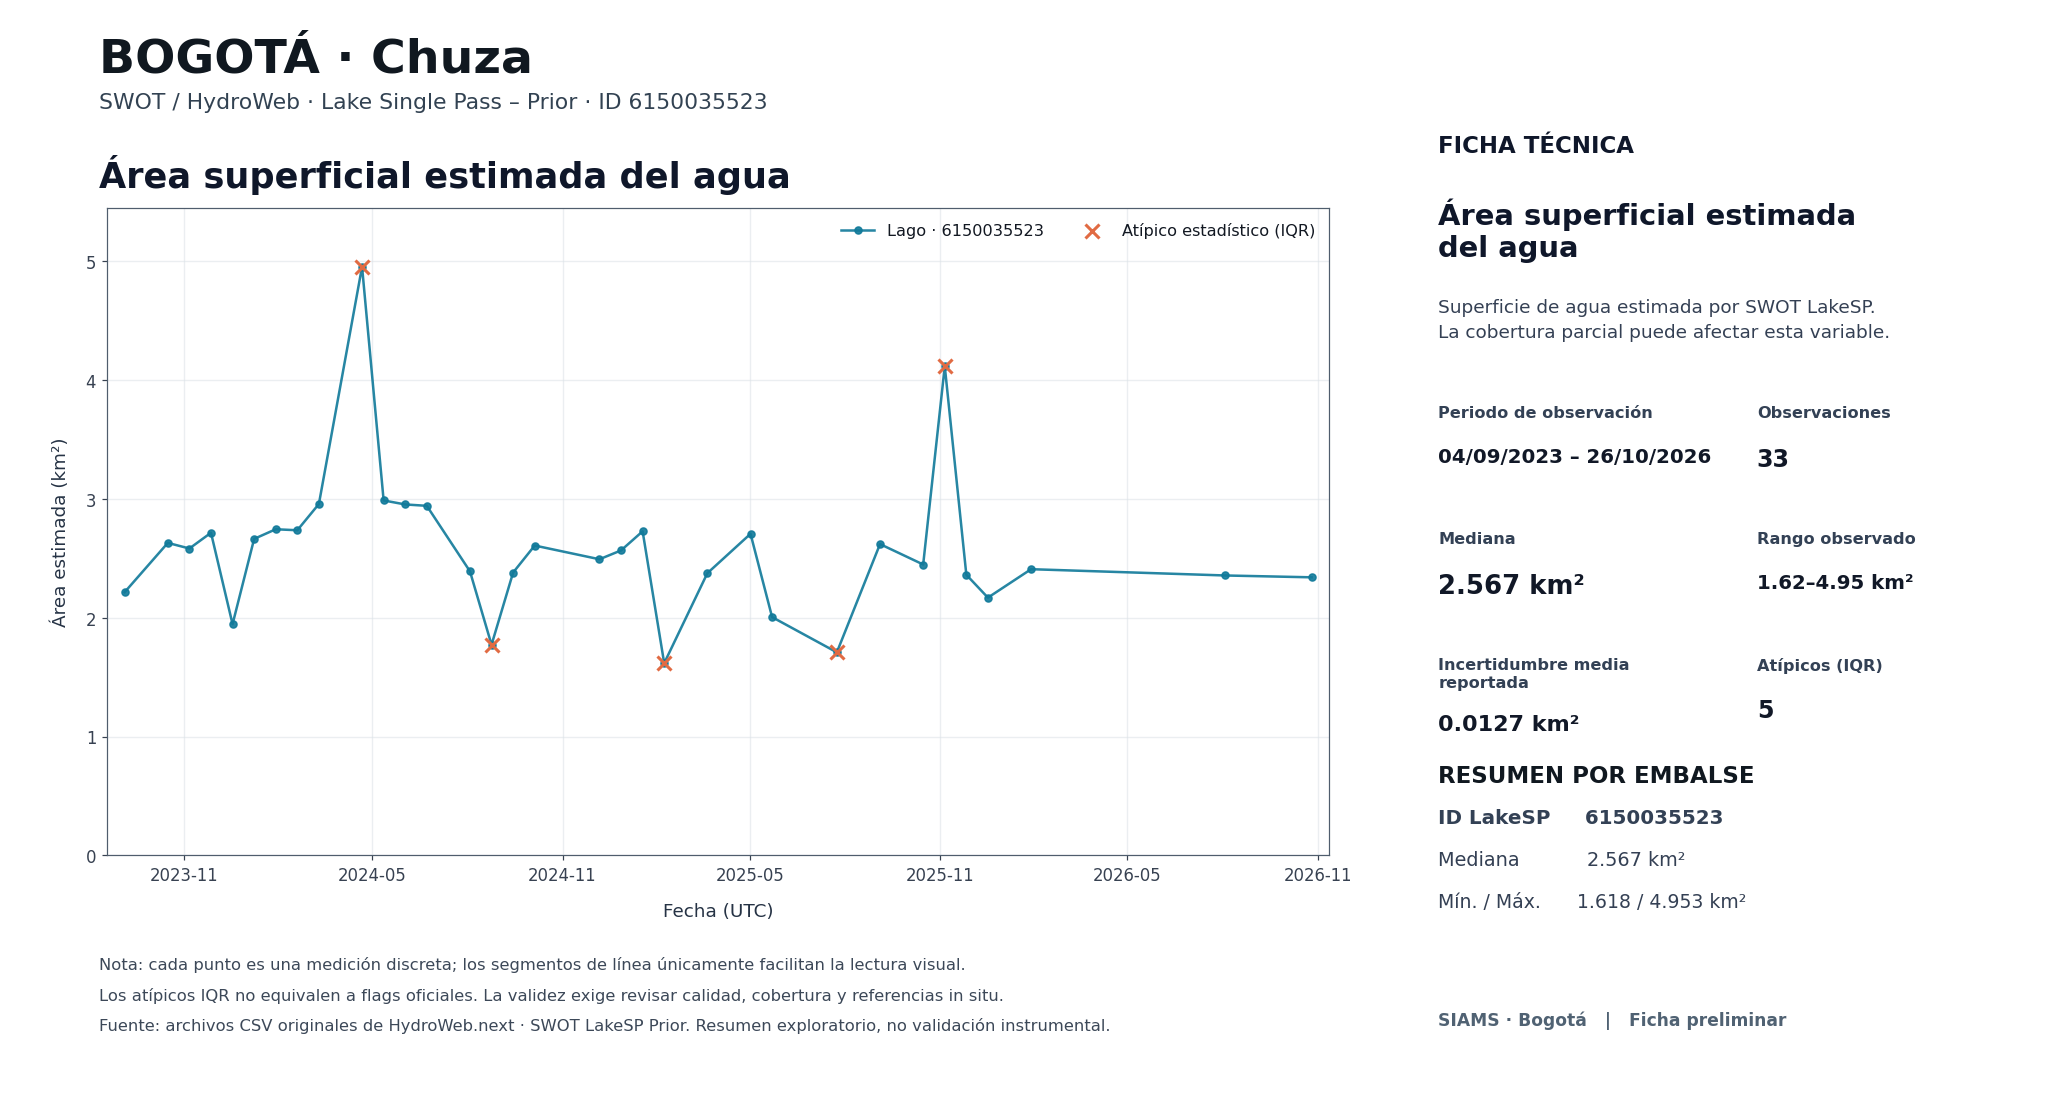 BOGOTÁ · Chuza
SWOT / HydroWeb · Lake Single Pass – Prior · ID 6150035523
Área superficial estimada del agua
Lago · 6150035523
Atípico estadístico (IQR)
Área estimada (km²)
5
4
3
2
1
0
2023-11
2024-05
2024-11
2025-05
2025-11
2026-05
2026-11
Fecha (UTC)
Nota: cada punto es una medición discreta; los segmentos de línea únicamente facilitan la lectura visual.
Los atípicos IQR no equivalen a flags oficiales. La validez exige revisar calidad, cobertura y referencias in situ.
Fuente: archivos CSV originales de HydroWeb.next · SWOT LakeSP Prior. Resumen exploratorio, no validación instrumental.
FICHA TÉCNICA
Área superficial estimada
del agua
Superficie de agua estimada por SWOT LakeSP.
La cobertura parcial puede afectar esta variable.
Periodo de observación
04/09/2023 – 26/10/2026
Observaciones
33
Mediana
2.567 km²
Rango observado
1.62–4.95 km²
Incertidumbre media
reportada
0.0127 km²
Atípicos (IQR)
5
RESUMEN POR EMBALSE
ID LakeSP 6150035523
Mediana 2.567 km²
Mín. / Máx. 1.618 / 4.953 km²
SIAMS · Bogotá | Ficha preliminar